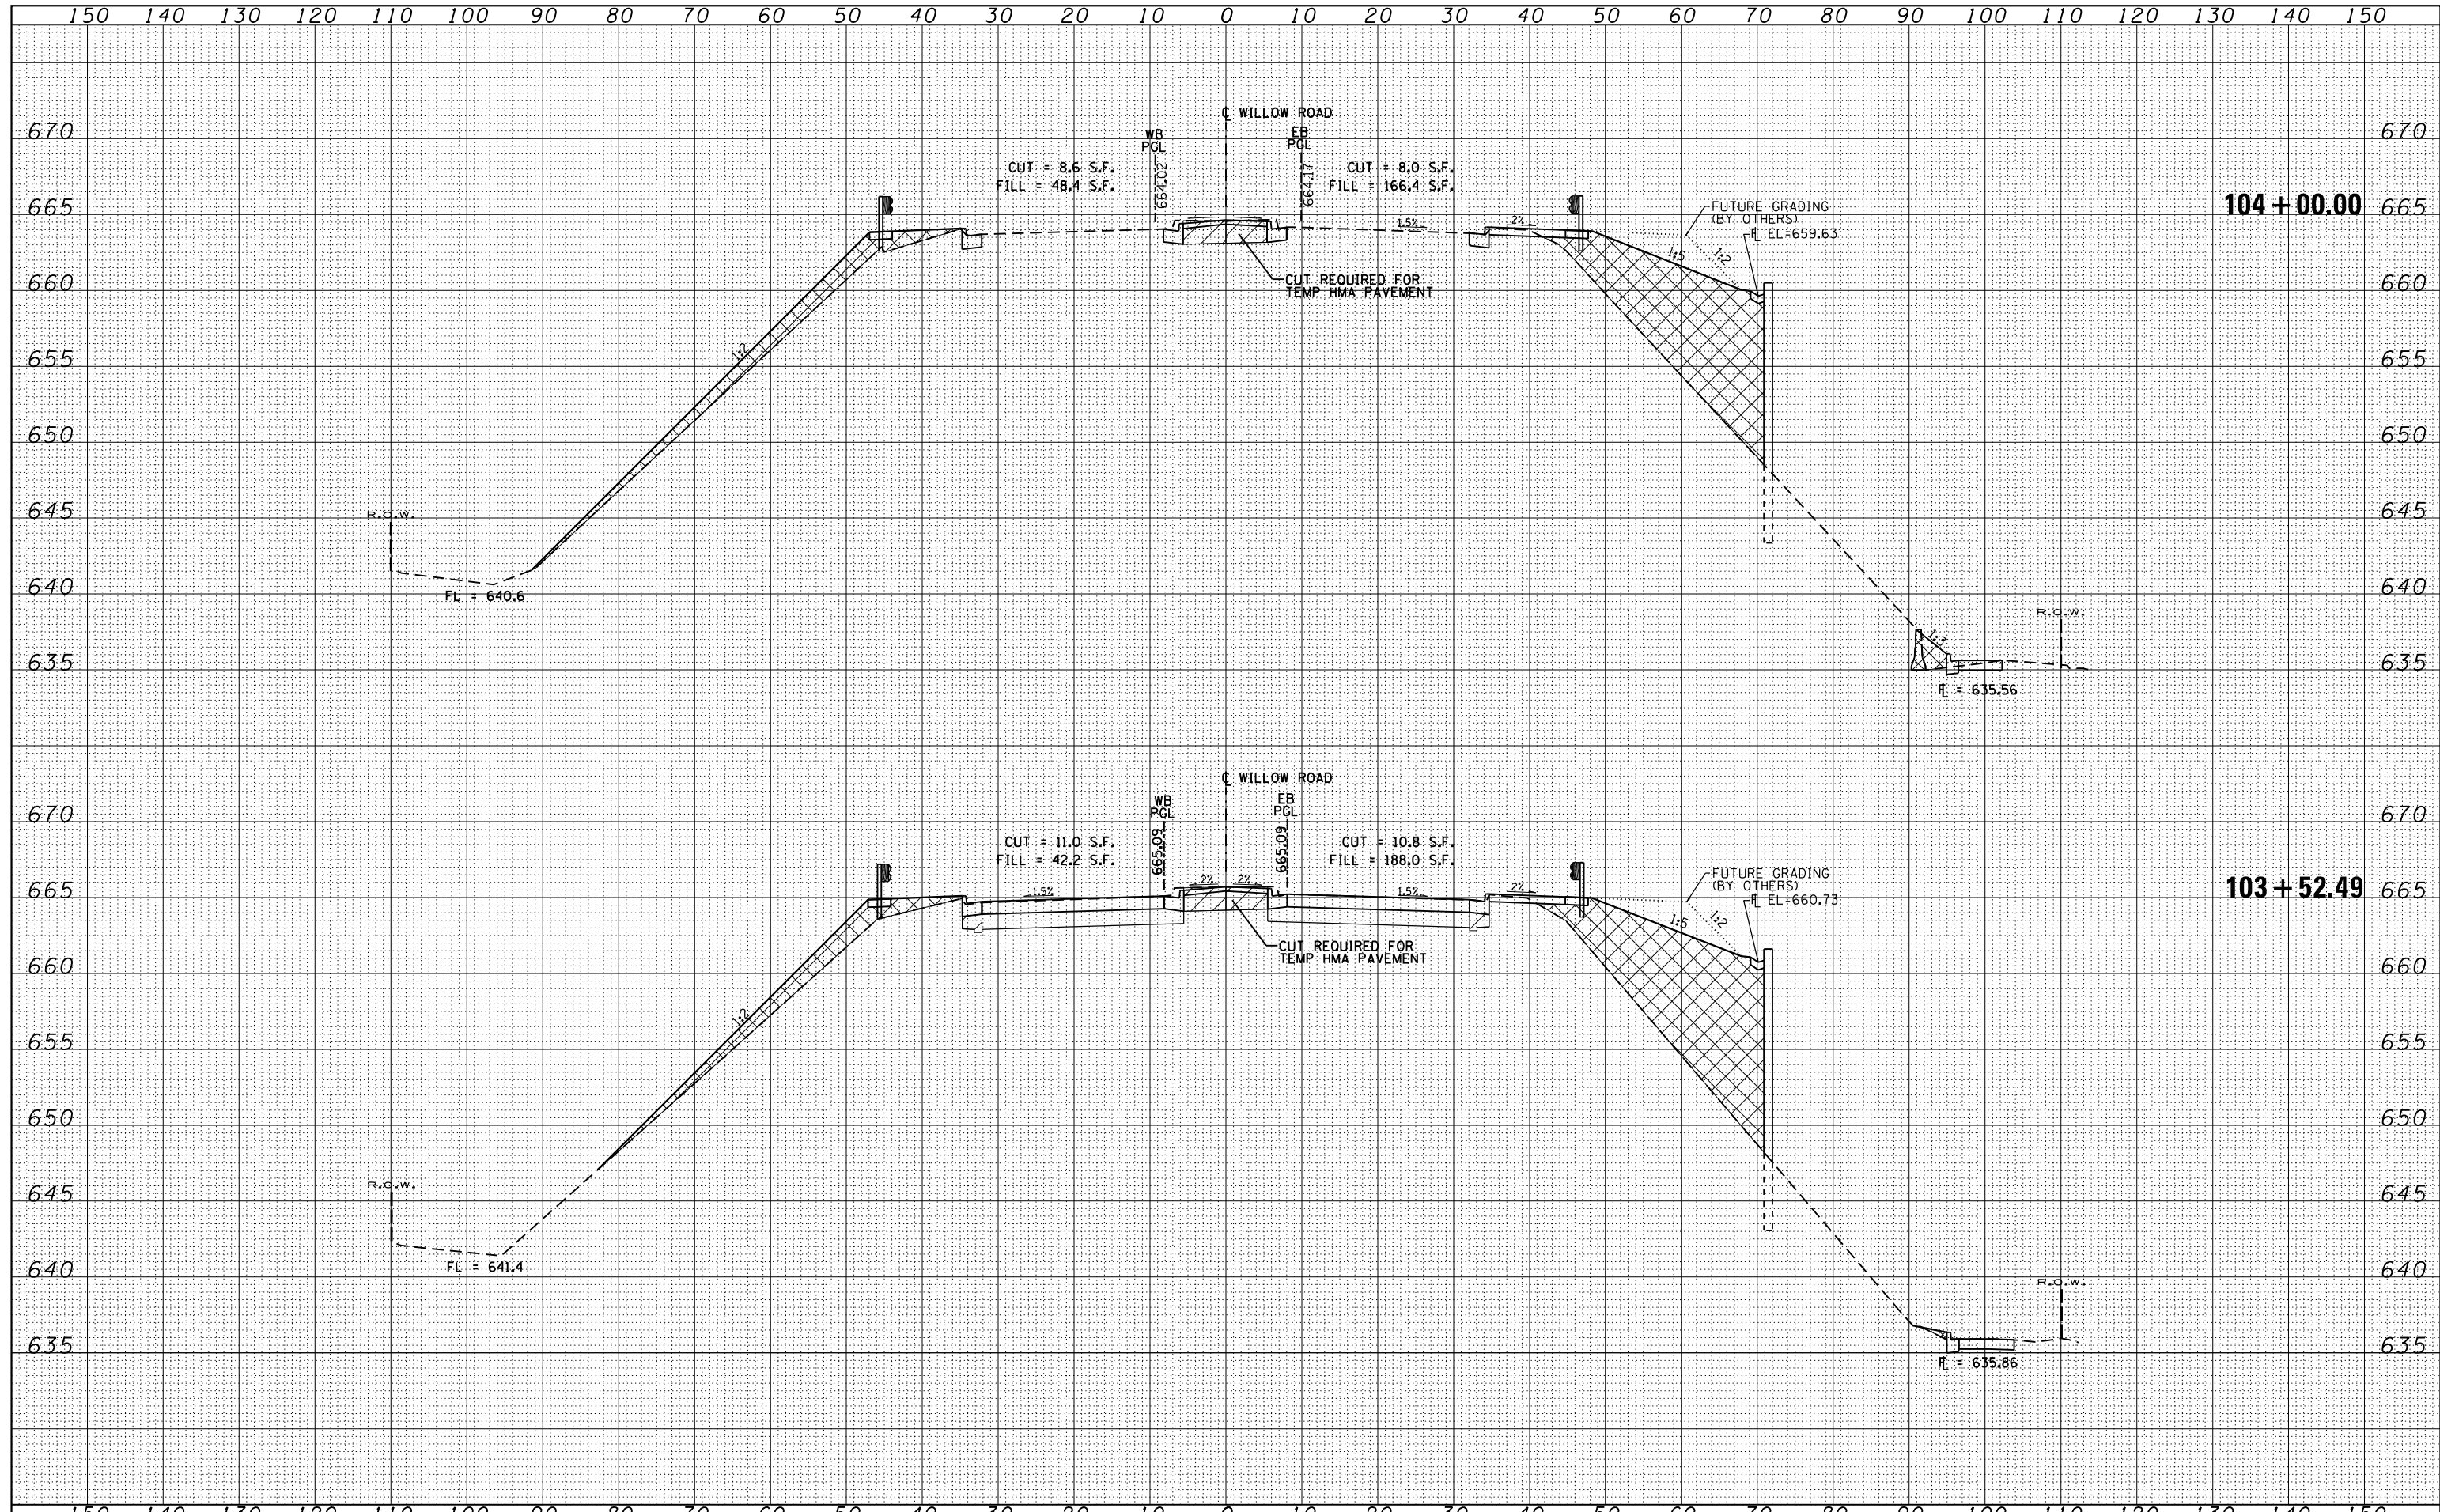 150 140 130 120 110 100 90 80 70 60 50 40 30 20 10 0 10 20 30 40 50 60 70 80 90 100 110 120 130 140 150
℄ WILLOW ROAD
670 WB PGL EB PGL 670
CUT = 8.6 S.F. 664.02 664.17 CUT = 8.0 S.F.
FILL = 48.4 S.F. FILL = 166.4 S.F.
104 + 00.00
665 665
FUTURE GRADING
(BY OTHERS)
1.5% 2%
FL EL=659.63
1:5 1:2
CUT REQUIRED FOR
TEMP HMA PAVEMENT
660 660
655 1:2 655
650 650
645 R.O.W. 645
640 FL = 640.6 640
R.O.W.
1:3
635 635
FL = 635.56
℄ WILLOW ROAD
670 WB PGL EB PGL 670
CUT = 11.0 S.F. 665.09 665.09 CUT = 10.8 S.F.
FILL = 42.2 S.F. FILL = 188.0 S.F.
103 + 52.49
665 665
FUTURE GRADING
(BY OTHERS)
1.5% 2% 2% 1.5% 2%
FL EL=660.73
1:5 1:2
CUT REQUIRED FOR
TEMP HMA PAVEMENT
660 660
655 1:2 655
650 650
645 R.O.W. 645
640 FL = 641.4 640
R.O.W.
635 635
FL = 635.86
150 140 130 120 110 100 90 80 70 60 50 40 30 20 10 0 10 20 30 40 50 60 70 80 90 100 110 120 130 140 150